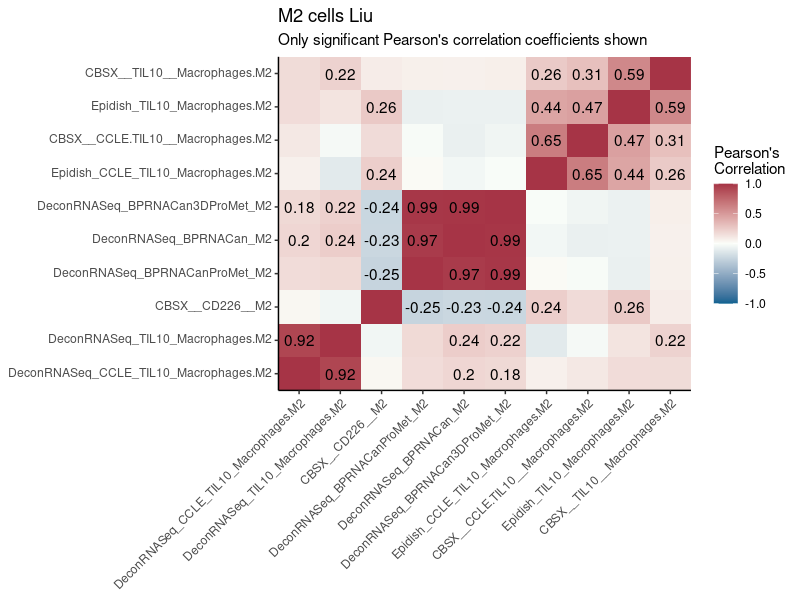 M2 cells Liu
Only significant Pearson's correlation coefficients shown
CBSX__TIL10__Macrophages.M2 0.22 0.26 0.31 0.59
Epidish_TIL10_Macrophages.M2 0.26 0.44 0.47 0.59
CBSX__CCLE.TIL10__Macrophages.M2 0.65 0.47 0.31
Epidish_CCLE_TIL10_Macrophages.M2 0.24 0.65 0.44 0.26
DeconRNASeq_BPRNACan3DProMet_M2 0.18 0.22 -0.24 0.99 0.99
DeconRNASeq_BPRNACan_M2 0.2 0.24 -0.23 0.97 0.99
DeconRNASeq_BPRNACanProMet_M2 -0.25 0.97 0.99
CBSX__CD226__M2 -0.25 -0.23 -0.24 0.24 0.26
DeconRNASeq_TIL10_Macrophages.M2 0.92 0.24 0.22 0.22
DeconRNASeq_CCLE_TIL10_Macrophages.M2 0.92 0.2 0.18
DeconRNASeq_CCLE_TIL10_Macrophages.M2
DeconRNASeq_TIL10_Macrophages.M2
CBSX__CD226__M2
DeconRNASeq_BPRNACanProMet_M2
DeconRNASeq_BPRNACan_M2
DeconRNASeq_BPRNACan3DProMet_M2
Epidish_CCLE_TIL10_Macrophages.M2
CBSX__CCLE.TIL10__Macrophages.M2
Epidish_TIL10_Macrophages.M2
CBSX__TIL10__Macrophages.M2
Pearson's
Correlation
1.0
0.5
0.0
-0.5
-1.0